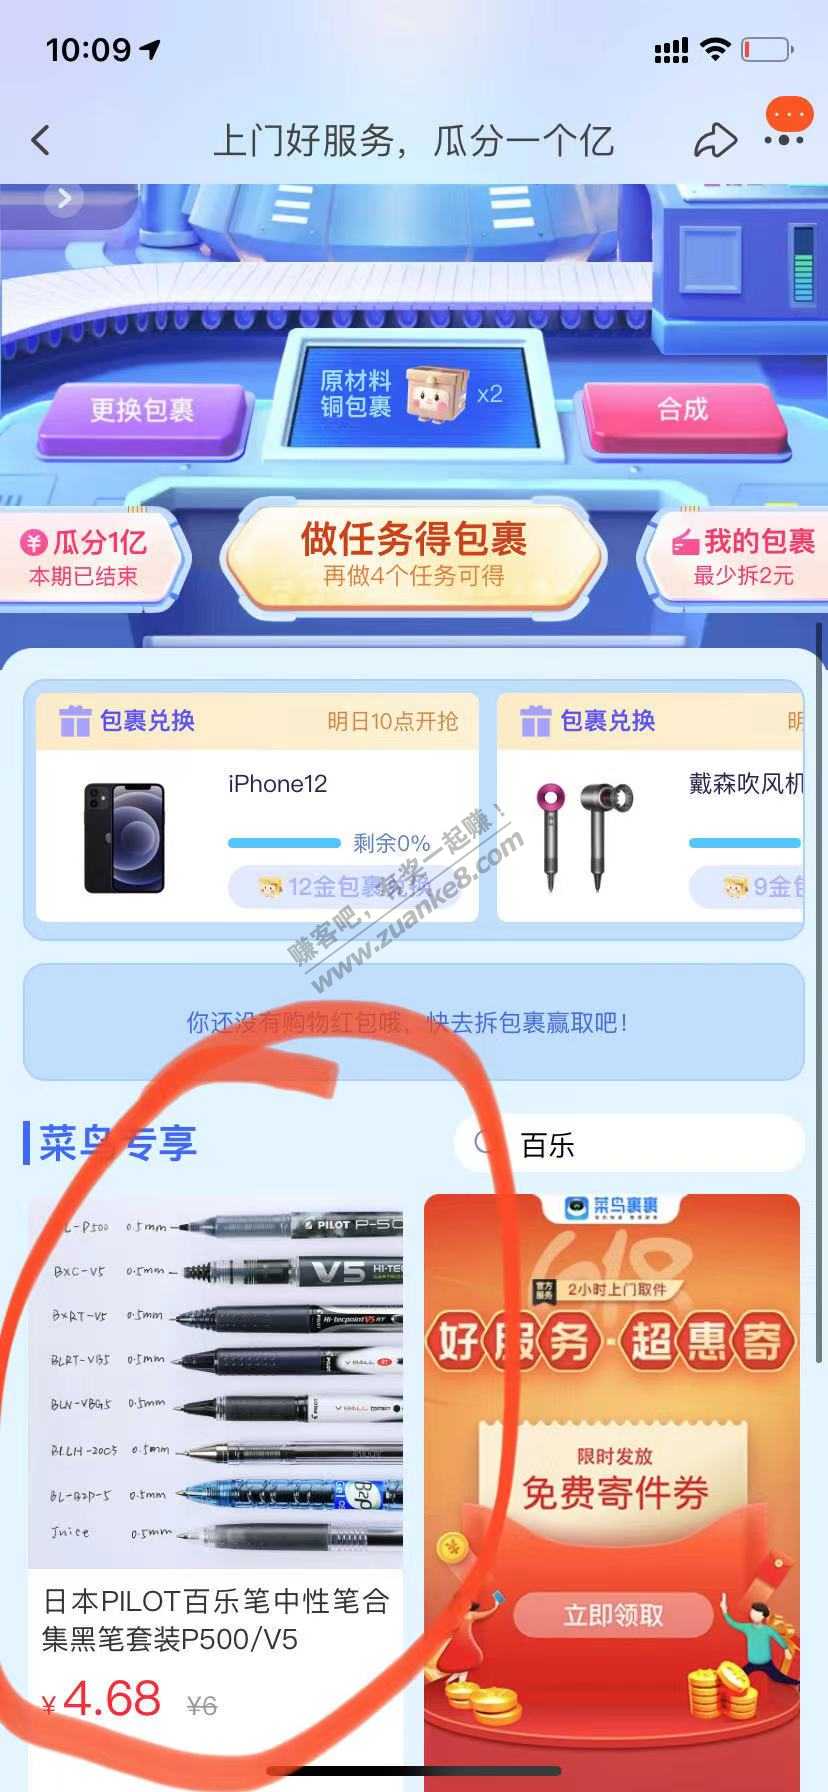 10:09
上门好服务，瓜分一个亿
原材料
铜包裹
x2
更换包裹
合成
瓜分1亿
本期已结束
做任务得包裹
再做4个任务可得
我的包裹
最少拆2元
包裹兑换
明日10点开抢
包裹兑换
明
iPhone12
戴森吹风机
剩余0%
12金包裹兑换
9金包
赚客吧，有奖一起赚！
www.zuanke8.com
你还没有购物红包哦，快去拆包裹赢取吧！
菜鸟专享
百乐
L-P500 0.5mm
PILOT P-50
BXC-V5 0.5mm
V5 HI-TE
BXRT-V5 0.5mm
Hi-tecpoint V5 RT
BLRT-VB5 0.5mm
V BALL RT
BLN-VBG5 0.5mm
V BALL
BLLH-20C5 0.5mm
BL-B2P-5 0.5mm
B2P
Juice 0.5mm
日本PILOT百乐笔中性笔合
集黑笔套装P500/V5
¥4.68 ¥6
菜鸟裹裹
618
官方服务
2小时上门取件
好服务·超惠寄
限时发放
免费寄件券
立即领取